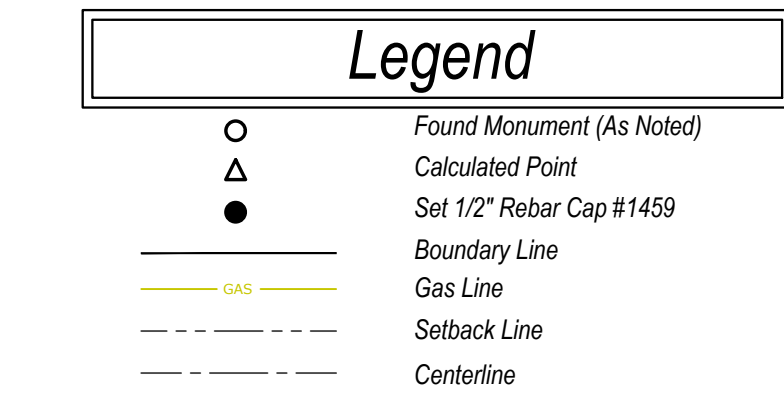 Legend
Found Monument (As Noted)
Calculated Point
Set 1/2" Rebar Cap #1459
Boundary Line
GAS Gas Line
Setback Line
Centerline